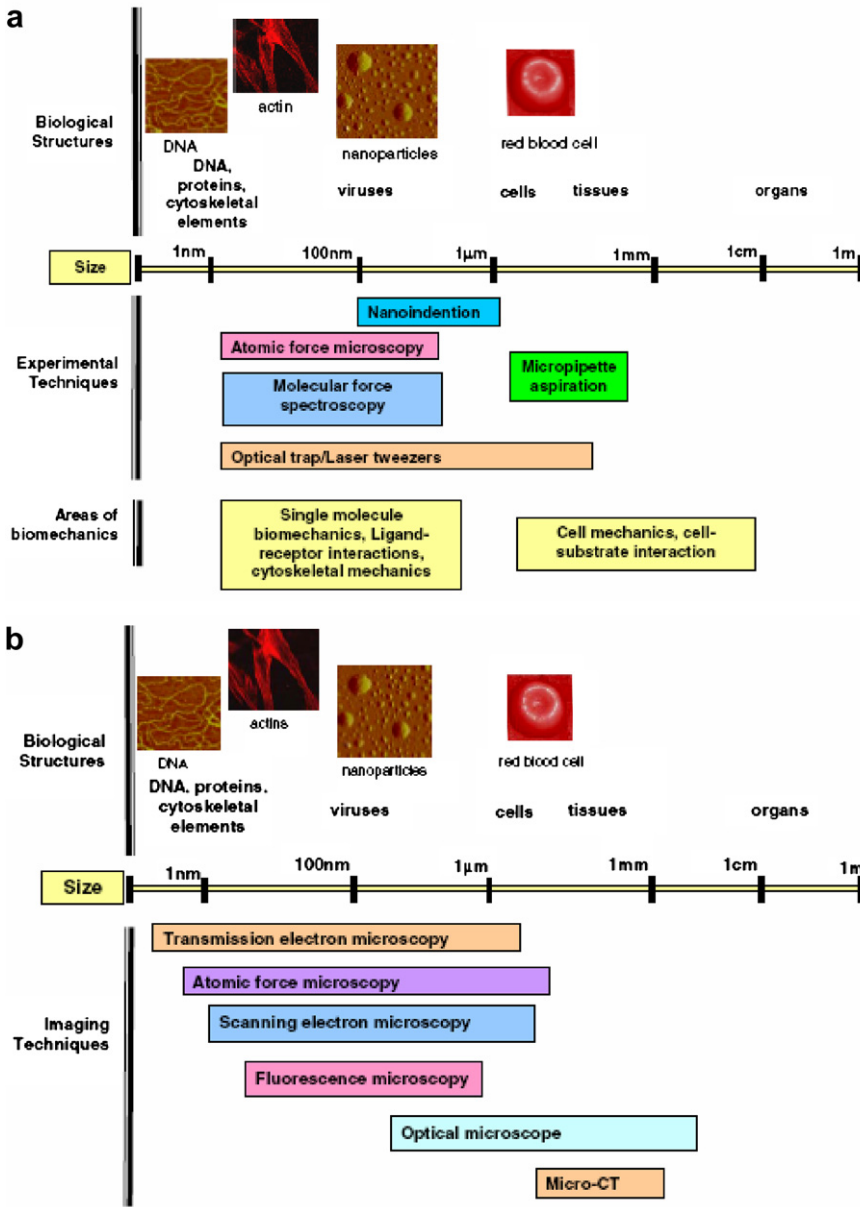 a
actin
Biological
Structures
DNA
nanoparticles
red blood cell
DNA,
proteins,
cytoskeletal
elements
viruses
cells
tissues
organs
Size
1nm
100nm
1μm
1mm
1cm
1m
Experimental
Techniques
Nanoindention
Atomic force microscopy
Molecular force
spectroscopy
Micropipette
aspiration
Optical trap/Laser tweezers
Areas of
biomechanics
Single molecule
biomechanics, Ligand-
receptor interactions,
cytoskeletal mechanics
Cell mechanics, cell-
substrate interaction
b
actins
Biological
Structures
DNA
nanoparticles
red blood cell
DNA, proteins,
cytoskeletal
elements
viruses
cells
tissues
organs
Size
1nm
100nm
1μm
1mm
1cm
1m
Imaging
Techniques
Transmission electron microscopy
Atomic force microscopy
Scanning electron microscopy
Fluorescence microscopy
Optical microscope
Micro-CT